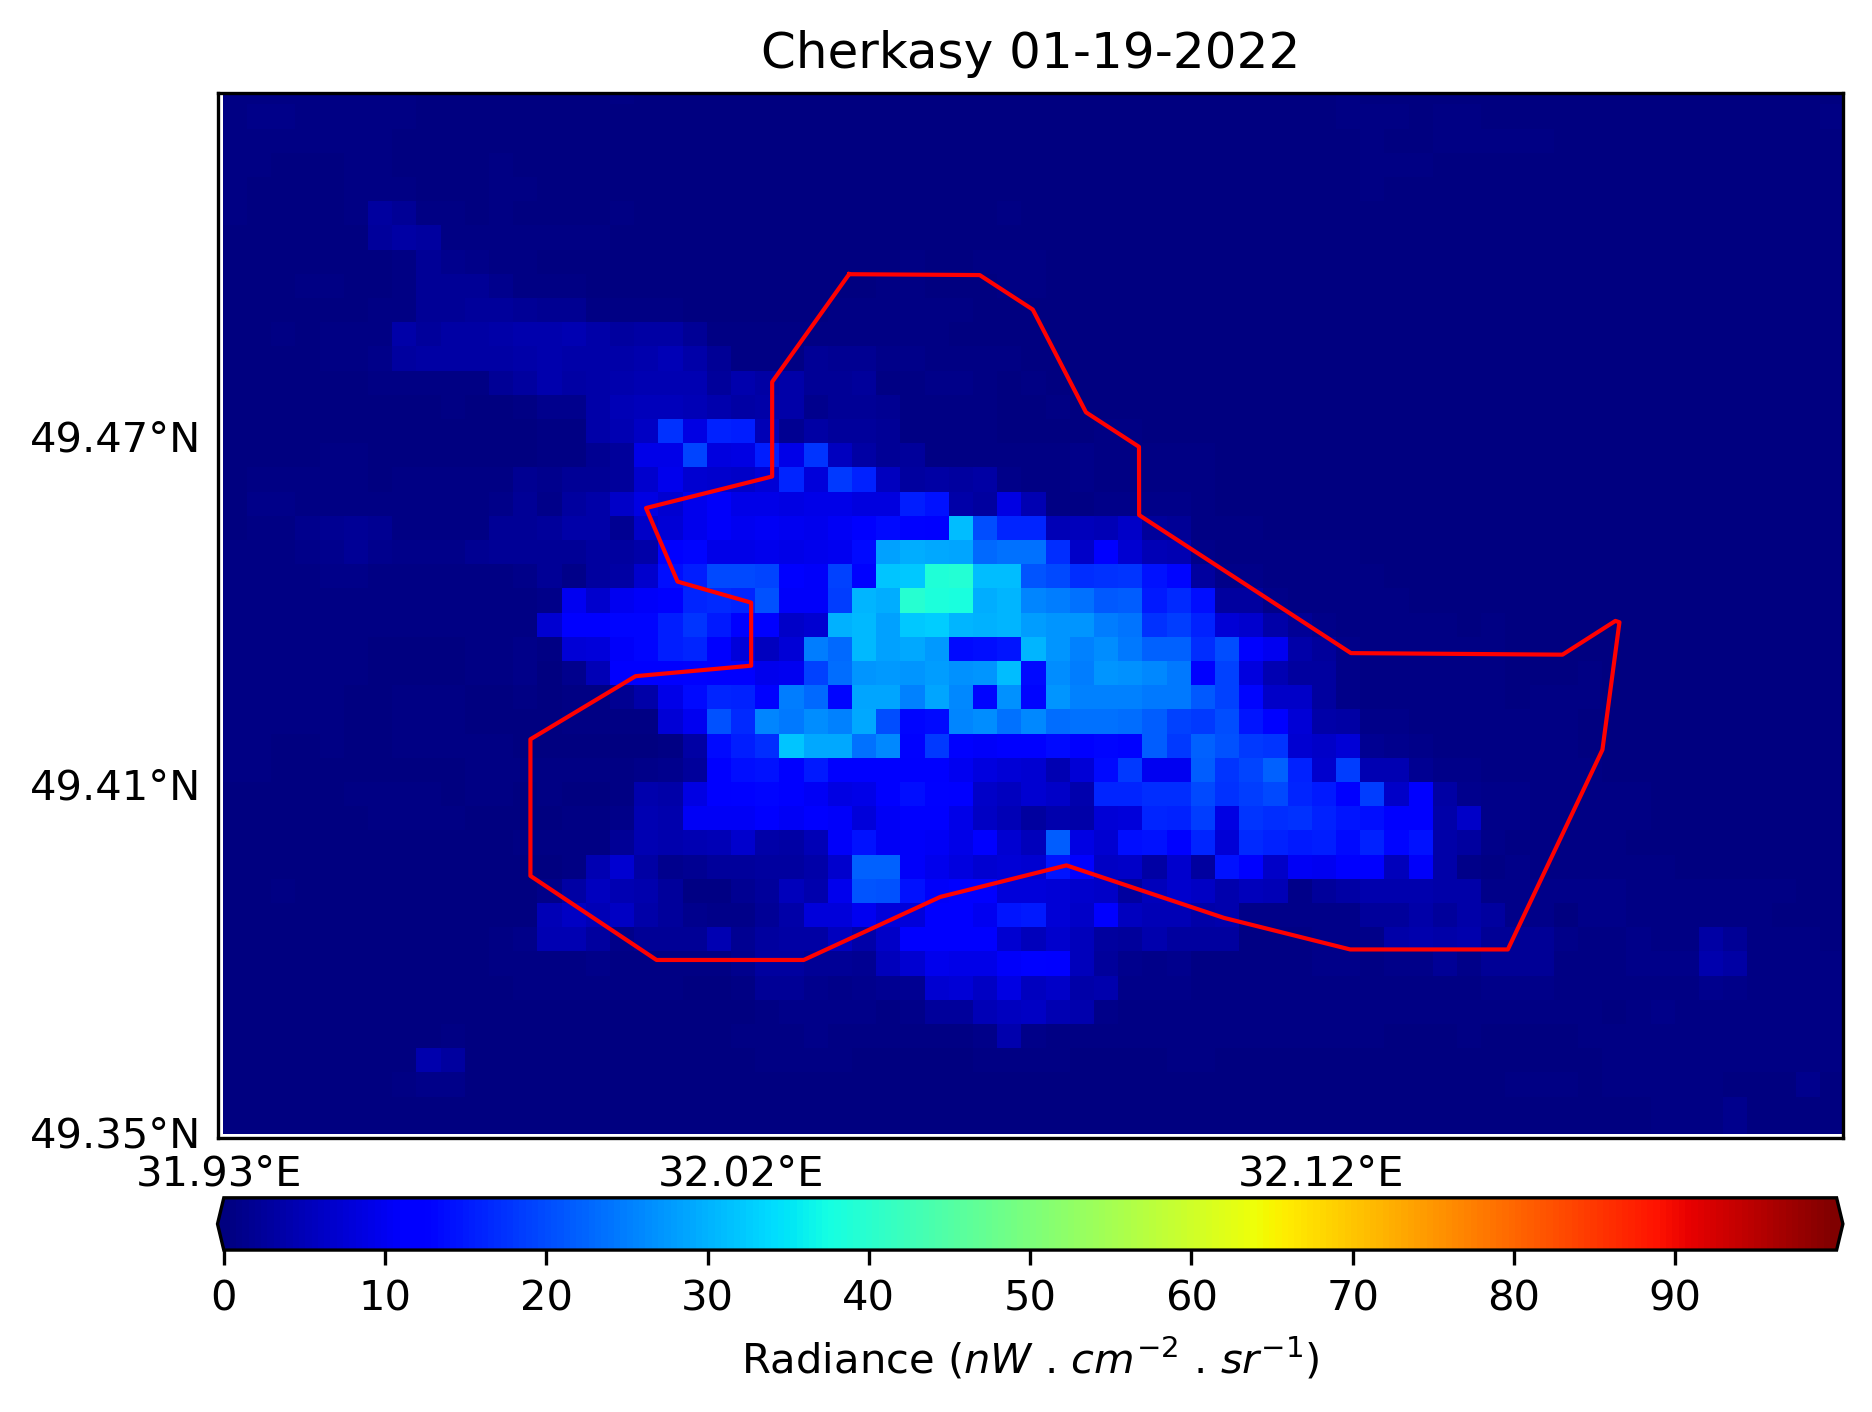 Cherkasy 01-19-2022
49.47°N
49.41°N
49.35°N
31.93°E 32.02°E 32.12°E
0 10 20 30 40 50 60 70 80 90
Radiance (nW . cm⁻² . sr⁻¹)